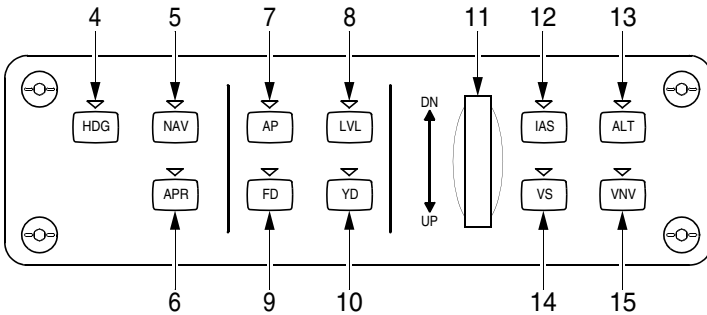 4 5 7 8 11 12 13
DN
HDG NAV AP LVL IAS ALT
APR FD YD VS VNV
UP
6 9 10 14 15